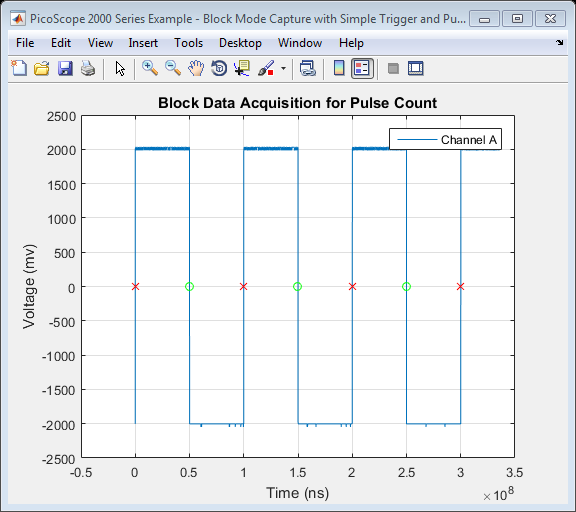 PicoScope 2000 Series Example - Block Mode Capture with Simple Trigger and Pu...
File Edit View Insert Tools Desktop Window Help
Block Data Acquisition for Pulse Count
Channel A
2500
2000
1500
1000
500
0
-500
-1000
-1500
-2000
-2500
Voltage (mv)
-0.5 0 0.5 1 1.5 2 2.5 3 3.5
Time (ns)
×10^8